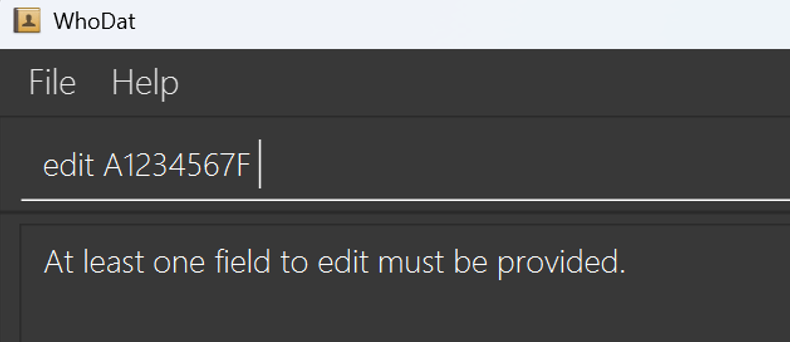 WhoDat
File Help
edit A1234567F
At least one field to edit must be provided.